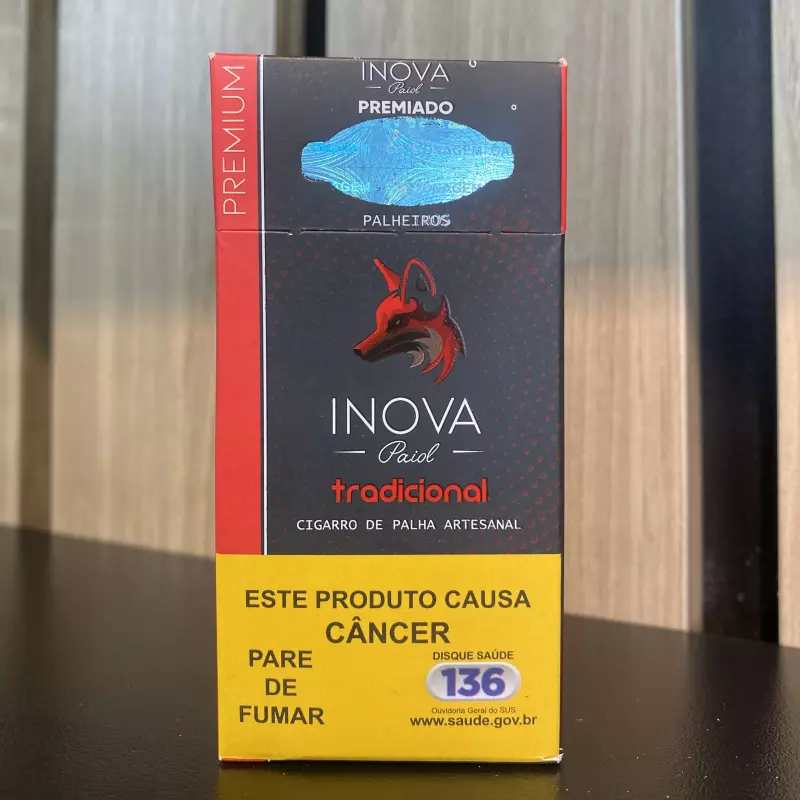 PREMIUM
INOVA
Paiol
PREMIADO
PALHEIROS
INOVA
Paiol
tradicional
CIGARRO DE PALHA ARTESANAL
ESTE PRODUTO CAUSA
CÂNCER
PARE
DE
FUMAR
DISQUE SAÚDE
136
Ouvidoria Geral do SUS
www.saude.gov.br